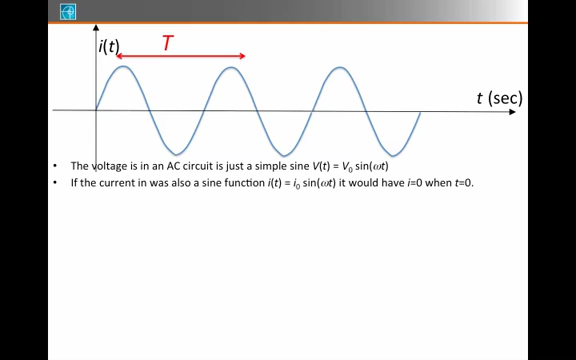 i(t)
T
t (sec)
• The voltage is in an AC circuit is just a simple sine V(t) = V₀ sin(ωt)
• If the current in was also a sine function i(t) = i₀ sin(ωt) it would have i=0 when t=0.